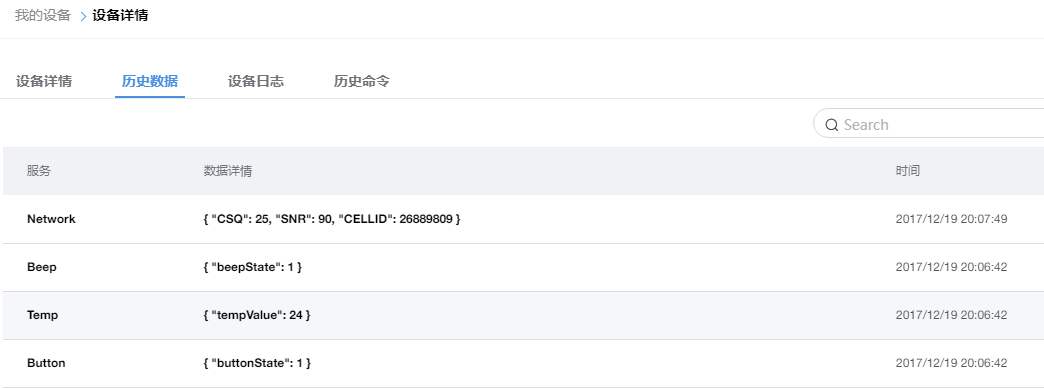 我的设备 > 设备详情
设备详情 历史数据 设备日志 历史命令
Search
服务 数据详情 时间
Network { "CSQ": 25, "SNR": 90, "CELLID": 26889809 } 2017/12/19 20:07:49
Beep { "beepState": 1 } 2017/12/19 20:06:42
Temp { "tempValue": 24 } 2017/12/19 20:06:42
Button { "buttonState": 1 } 2017/12/19 20:06:42